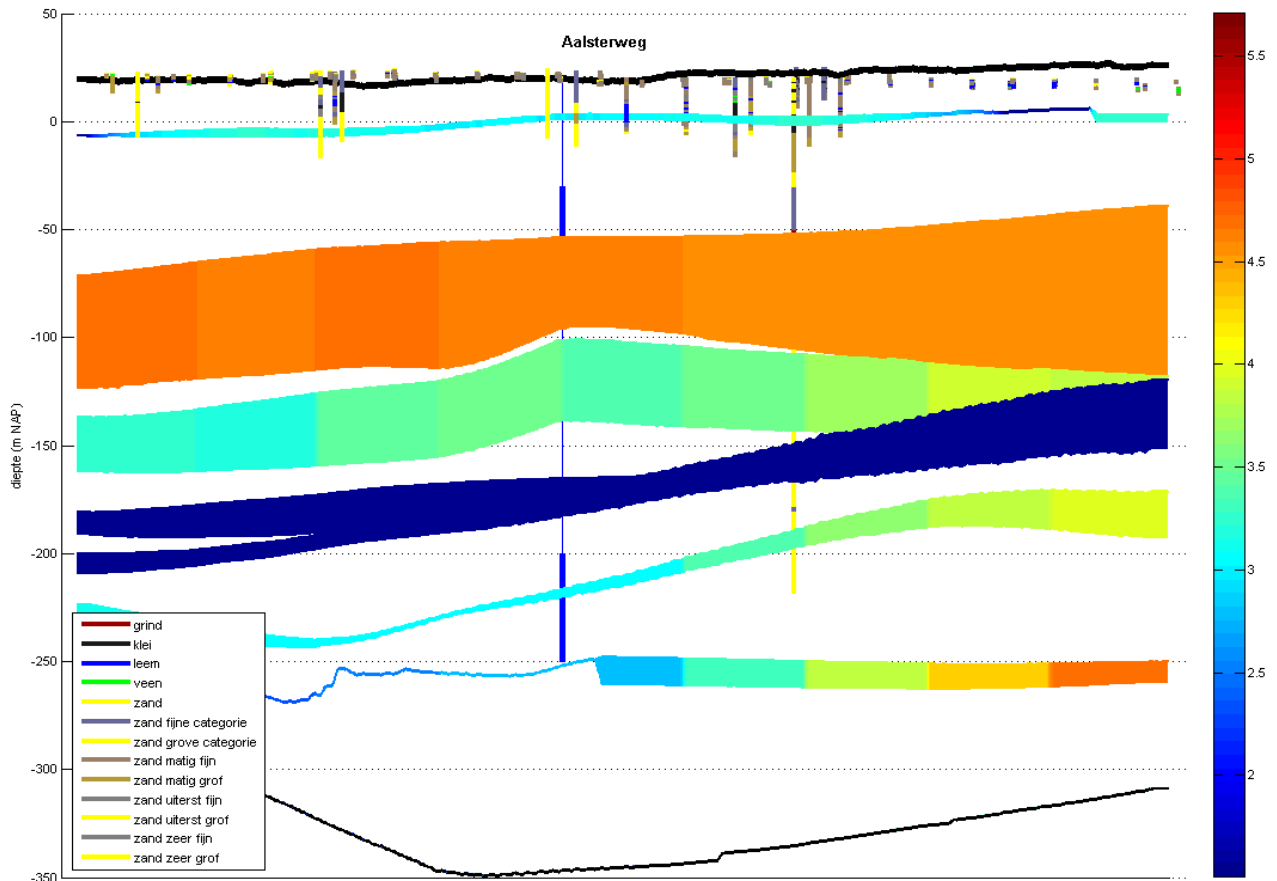 Aalsterweg
50
0
-50
-100
-150
-200
-250
-300
-350
diepte (m NAP)
grind
klei
leem
veen
zand
zand fijne categorie
zand grove categorie
zand matig fijn
zand matig grof
zand uiterst fijn
zand uiterst grof
zand zeer fijn
zand zeer grof
5.5
5
4.5
4
3.5
3
2.5
2